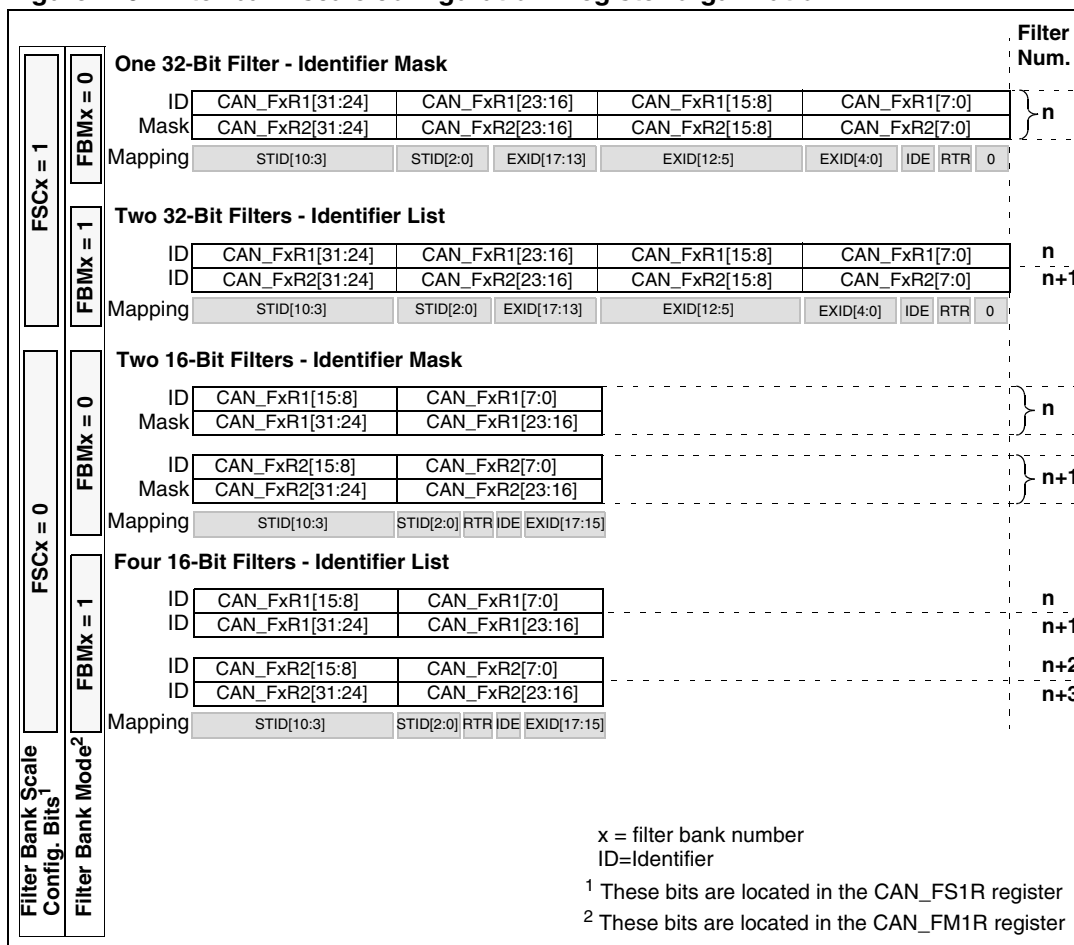 Filter
Num.
One 32-Bit Filter - Identifier Mask
ID CAN_FxR1[31:24] CAN_FxR1[23:16] CAN_FxR1[15:8] CAN_FxR1[7:0]
Mask CAN_FxR2[31:24] CAN_FxR2[23:16] CAN_FxR2[15:8] CAN_FxR2[7:0]
n
Mapping STID[10:3] STID[2:0] EXID[17:13] EXID[12:5] EXID[4:0] IDE RTR 0
Two 32-Bit Filters - Identifier List
ID CAN_FxR1[31:24] CAN_FxR1[23:16] CAN_FxR1[15:8] CAN_FxR1[7:0] n
ID CAN_FxR2[31:24] CAN_FxR2[23:16] CAN_FxR2[15:8] CAN_FxR2[7:0] n+1
Mapping STID[10:3] STID[2:0] EXID[17:13] EXID[12:5] EXID[4:0] IDE RTR 0
Two 16-Bit Filters - Identifier Mask
ID CAN_FxR1[15:8] CAN_FxR1[7:0]
Mask CAN_FxR1[31:24] CAN_FxR1[23:16]
n
ID CAN_FxR2[15:8] CAN_FxR2[7:0]
Mask CAN_FxR2[31:24] CAN_FxR2[23:16]
n+1
Mapping STID[10:3] STID[2:0] RTR IDE EXID[17:15]
Four 16-Bit Filters - Identifier List
ID CAN_FxR1[15:8] CAN_FxR1[7:0] n
ID CAN_FxR1[31:24] CAN_FxR1[23:16] n+1
ID CAN_FxR2[15:8] CAN_FxR2[7:0] n+2
ID CAN_FxR2[31:24] CAN_FxR2[23:16] n+3
Mapping STID[10:3] STID[2:0] RTR IDE EXID[17:15]
FSCx = 1
FBMx = 0
FBMx = 1
FSCx = 0
FBMx = 0
FBMx = 1
Filter Bank Scale
Config. Bits1
Filter Bank Mode2
x = filter bank number
ID=Identifier
1 These bits are located in the CAN_FS1R register
2 These bits are located in the CAN_FM1R register